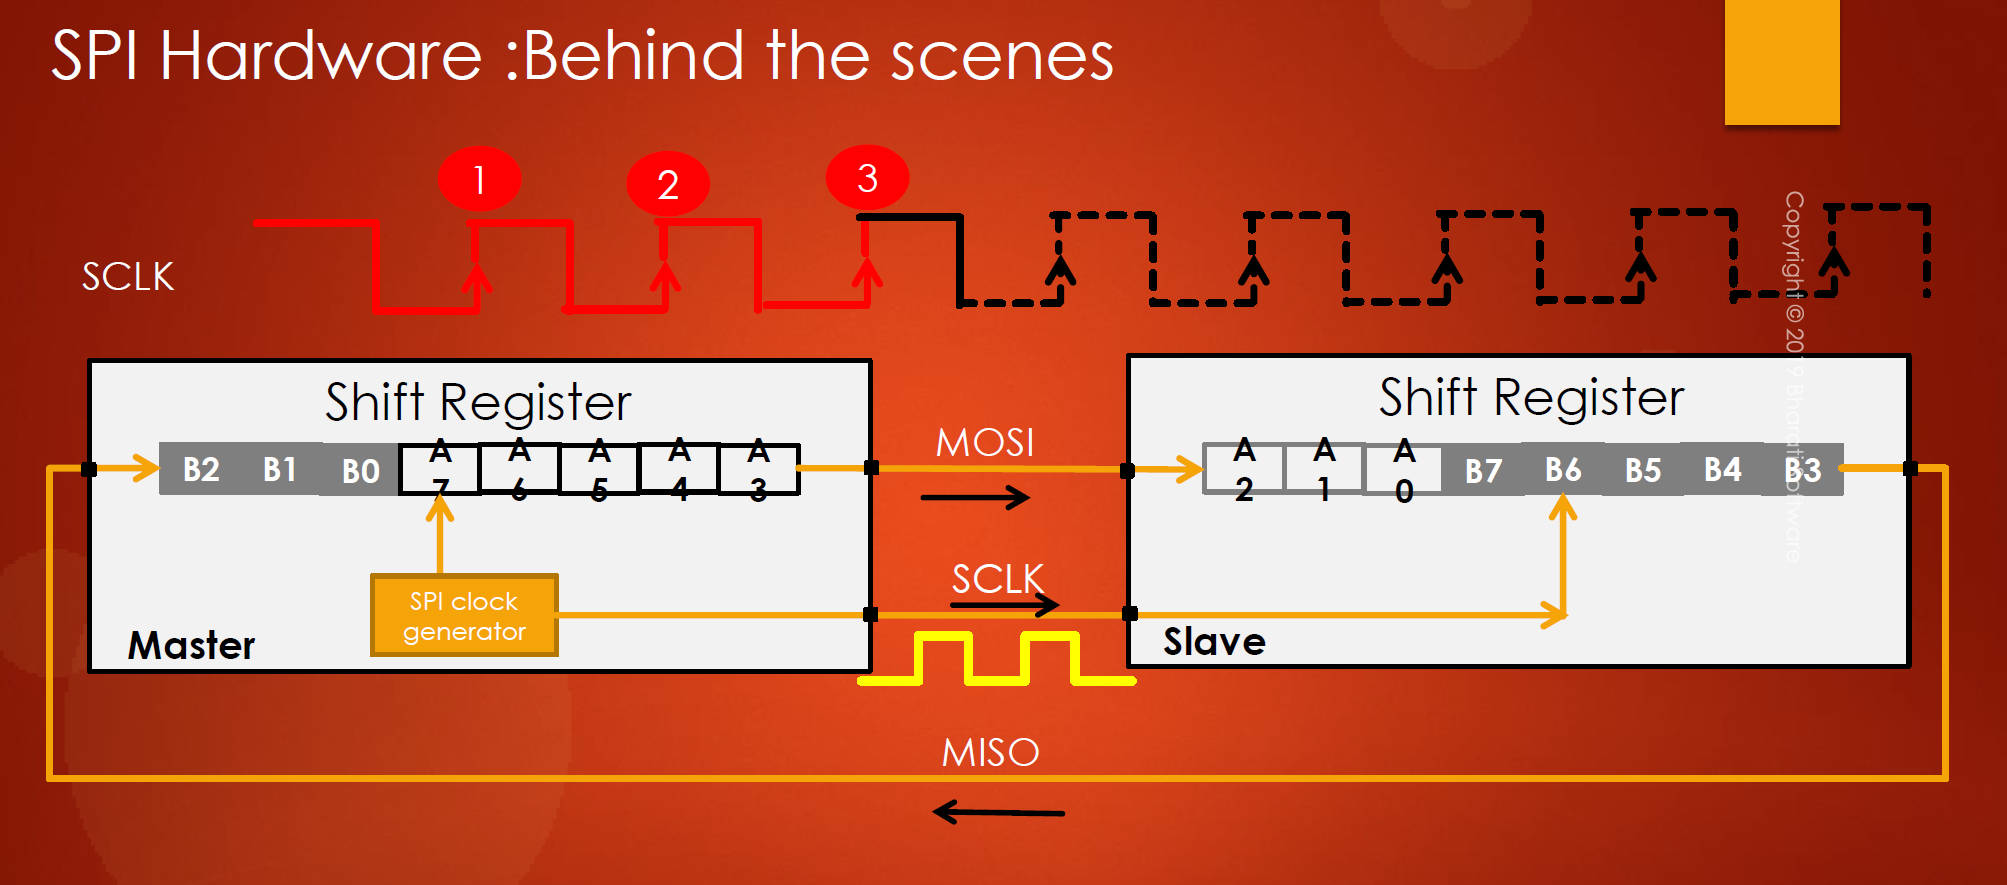 SPI Hardware :Behind the scenes
1 2 3
SCLK
Copyright © 2019 Bharati Software
Shift Register
B2 B1 B0 A7 A6 A5 A4 A3
SPI clock
generator
Master
MOSI
SCLK
MISO
Shift Register
A2 A1 A0 B7 B6 B5 B4 B3
Slave